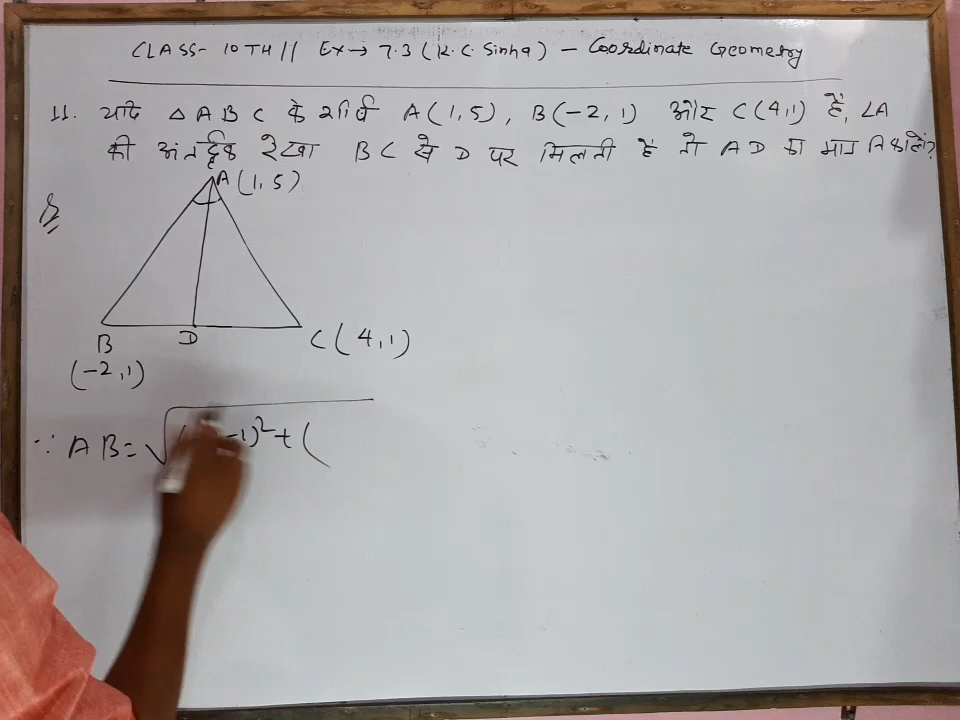 CLASS- 10TH // Ex→ 7.3 (K.C. Sinha) - Coordinate Geometry
11. यदि △ABC के शीर्ष A(1,5), B(-2,1) और C(4,1) है, ∠A
की अंतर्द्विक रेखा BC से D पर मिलती है तो AD का मान निकालें?
A(1,5)
B
D
C(4,1)
(-2,1)
∵ AB = √( -1)²+(